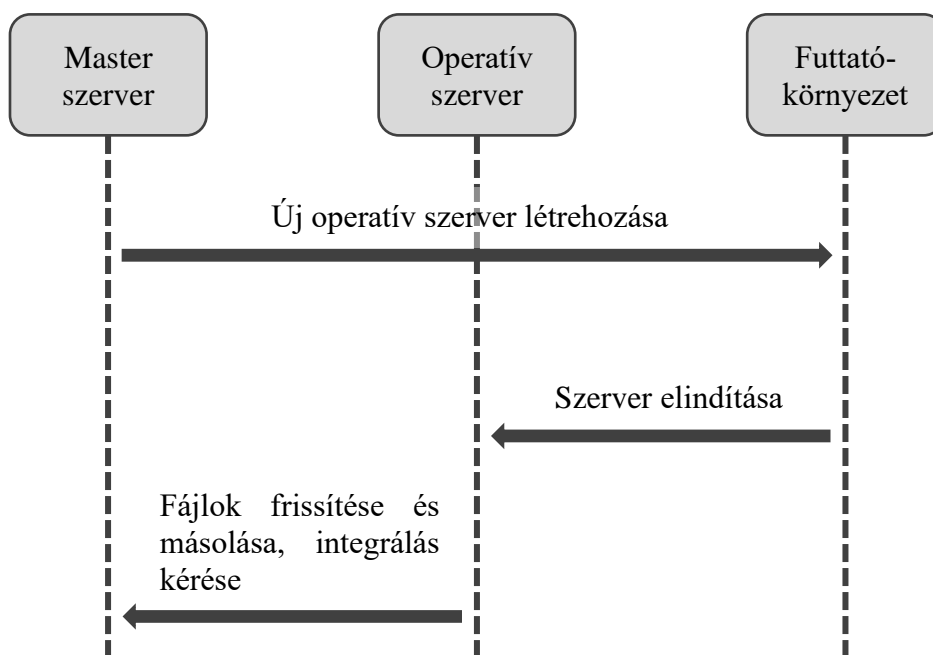 Master
szerver
Operatív
szerver
Futtató-
környezet
Új operatív szerver létrehozása
Szerver elindítása
Fájlok frissítése és
másolása, integrálás
kérése